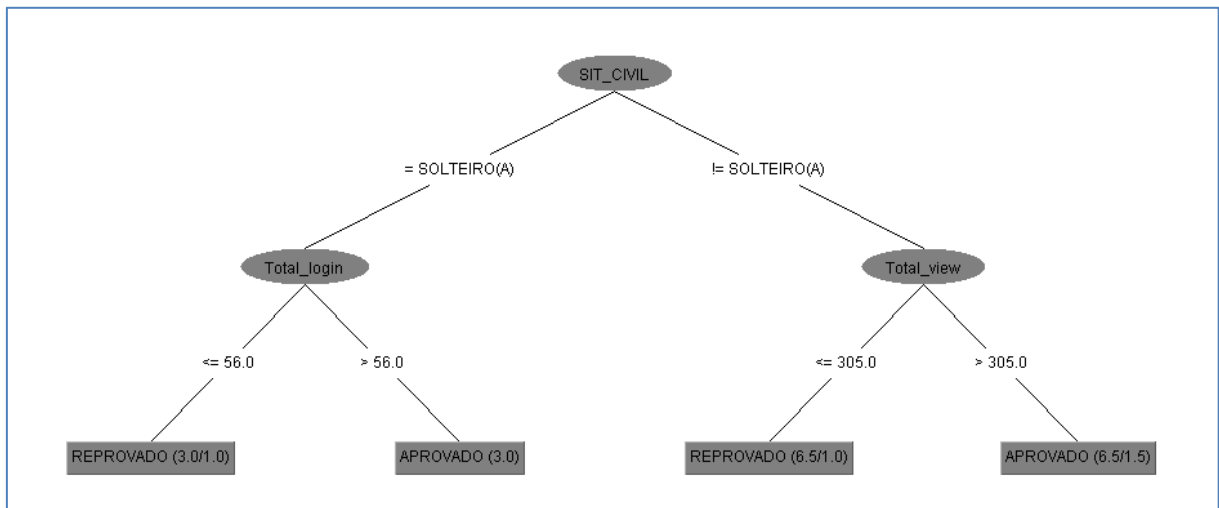 SIT_CIVIL
= SOLTEIRO(A)
!= SOLTEIRO(A)
Total_login
Total_view
<= 56.0
> 56.0
<= 305.0
> 305.0
REPROVADO (3.0/1.0)
APROVADO (3.0)
REPROVADO (6.5/1.0)
APROVADO (6.5/1.5)